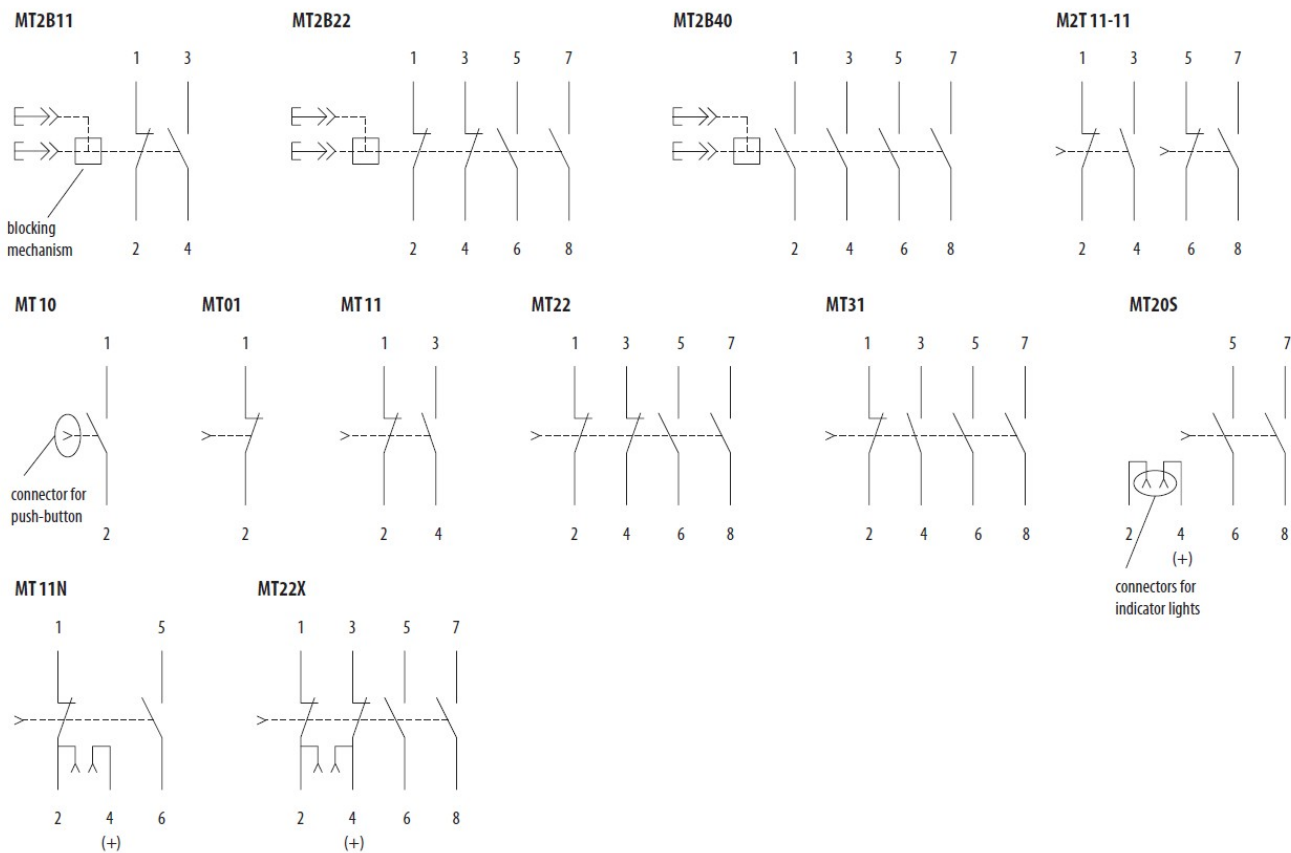 MT2B11 MT2B22 MT2B40 M2T 11-11
1 3 1 3 5 7 1 3 5 7 1 3 5 7
blocking
mechanism
2 4 2 4 6 8 2 4 6 8 2 4 6 8
MT 10 MT01 MT 11 MT22 MT31 MT20S
1 1 1 3 1 3 5 7 1 3 5 7 5 7
connector for
push-button
2 2 2 4 2 4 6 8 2 4 6 8 2 4 6 8
(+)
connectors for
indicator lights
MT 11N MT22X
1 5 1 3 5 7
2 4 6 2 4 6 8
(+) (+)